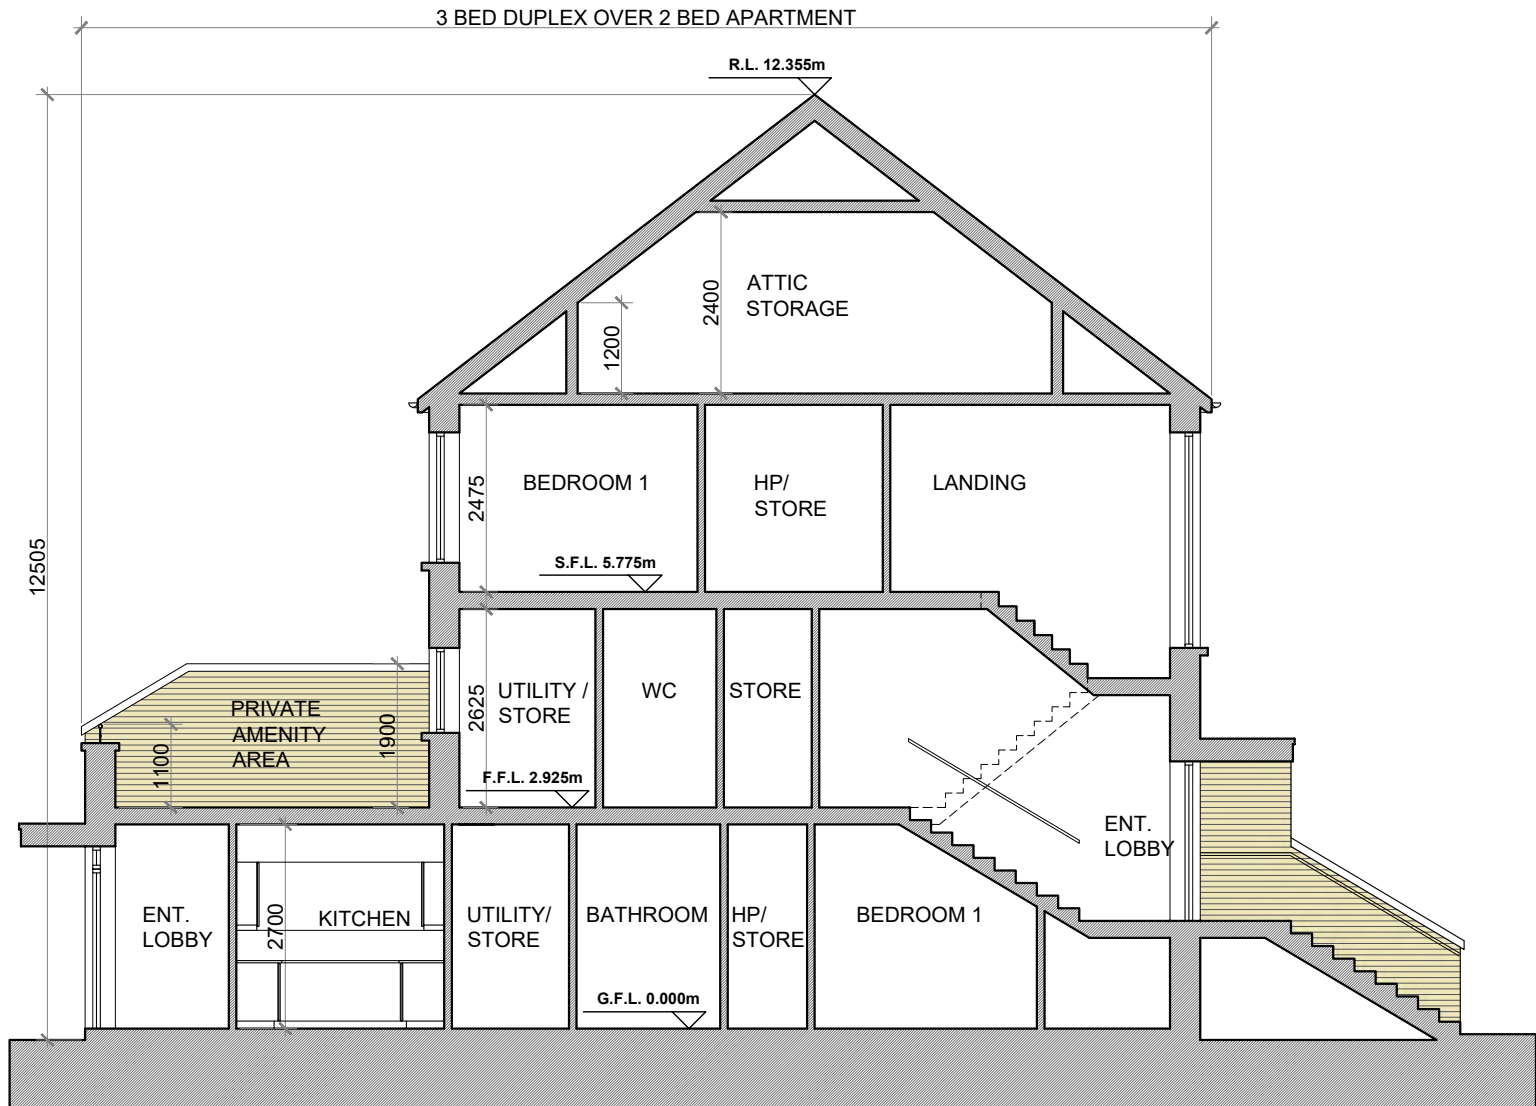 3 BED DUPLEX OVER 2 BED APARTMENT
R.L. 12.355m
ATTIC
STORAGE
2400
1200
BEDROOM 1
HP/
STORE
LANDING
2475
S.F.L. 5.775m
12505
UTILITY /
STORE
WC
STORE
2625
PRIVATE
AMENITY
AREA
1900
1100
F.F.L. 2.925m
ENT.
LOBBY
ENT.
LOBBY
KITCHEN
2700
UTILITY/
STORE
BATHROOM
HP/
STORE
BEDROOM 1
G.F.L. 0.000m